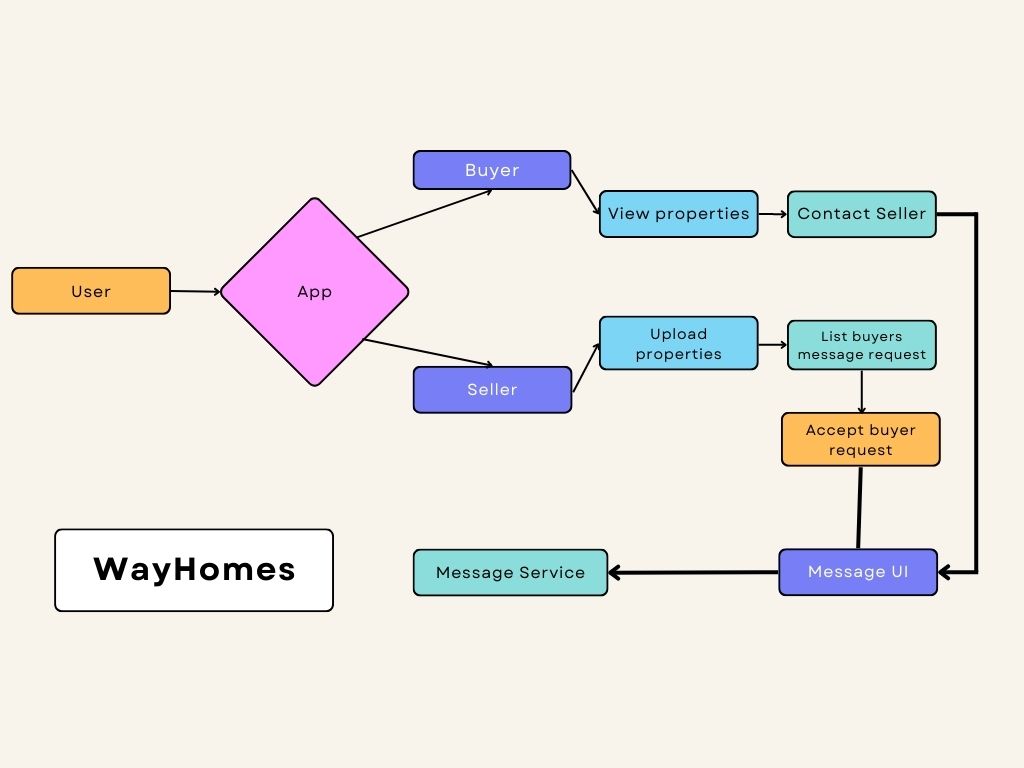 Buyer
View properties
Contact Seller
User
App
Upload
properties
List buyers
message request
Seller
Accept buyer
request
WayHomes
Message Service
Message UI